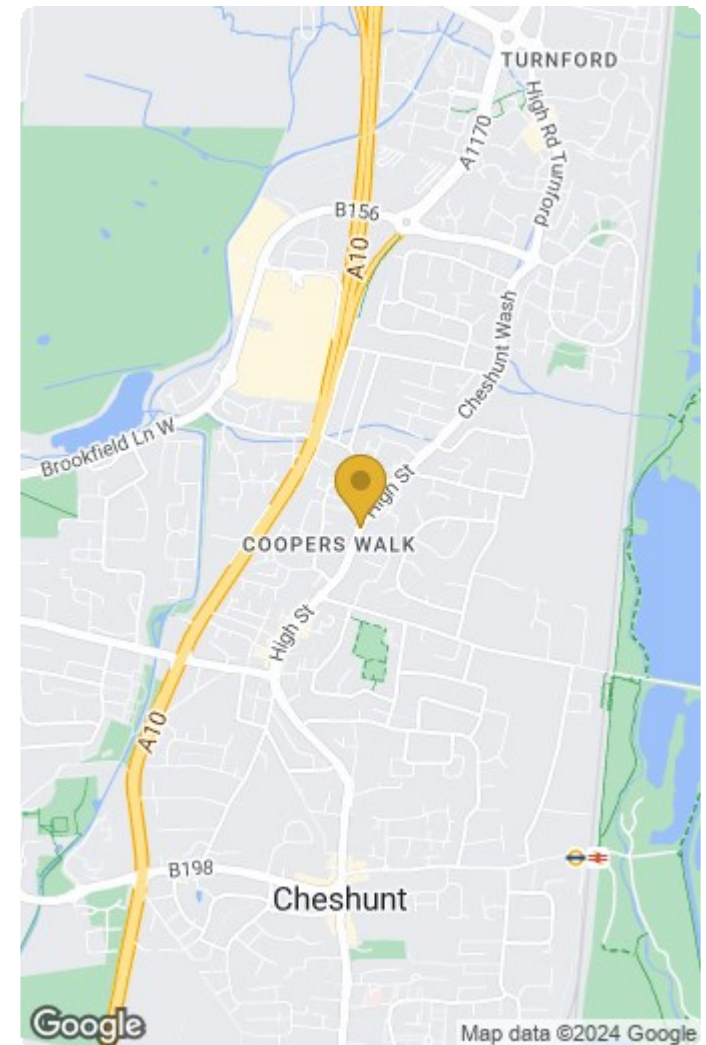 TURNFORD
High Rd Turnford
A1170
B156
A10
Cheshunt Wash
Brookfield Ln W
High St
COOPERS WALK
High St
A10
B198
Cheshunt
Google
Map data ©2024 Google